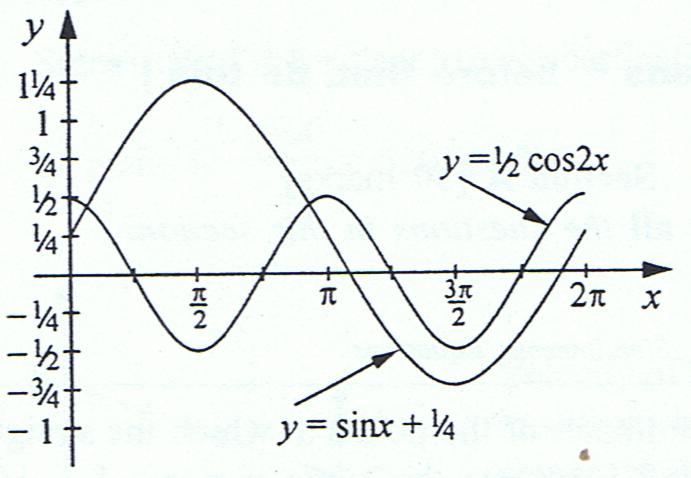 y
1¼
1
¾
½
¼
y = ½ cos2x
π/2
π
3π/2
2π
x
−¼
−½
−¾
1
y = sinx + ¼